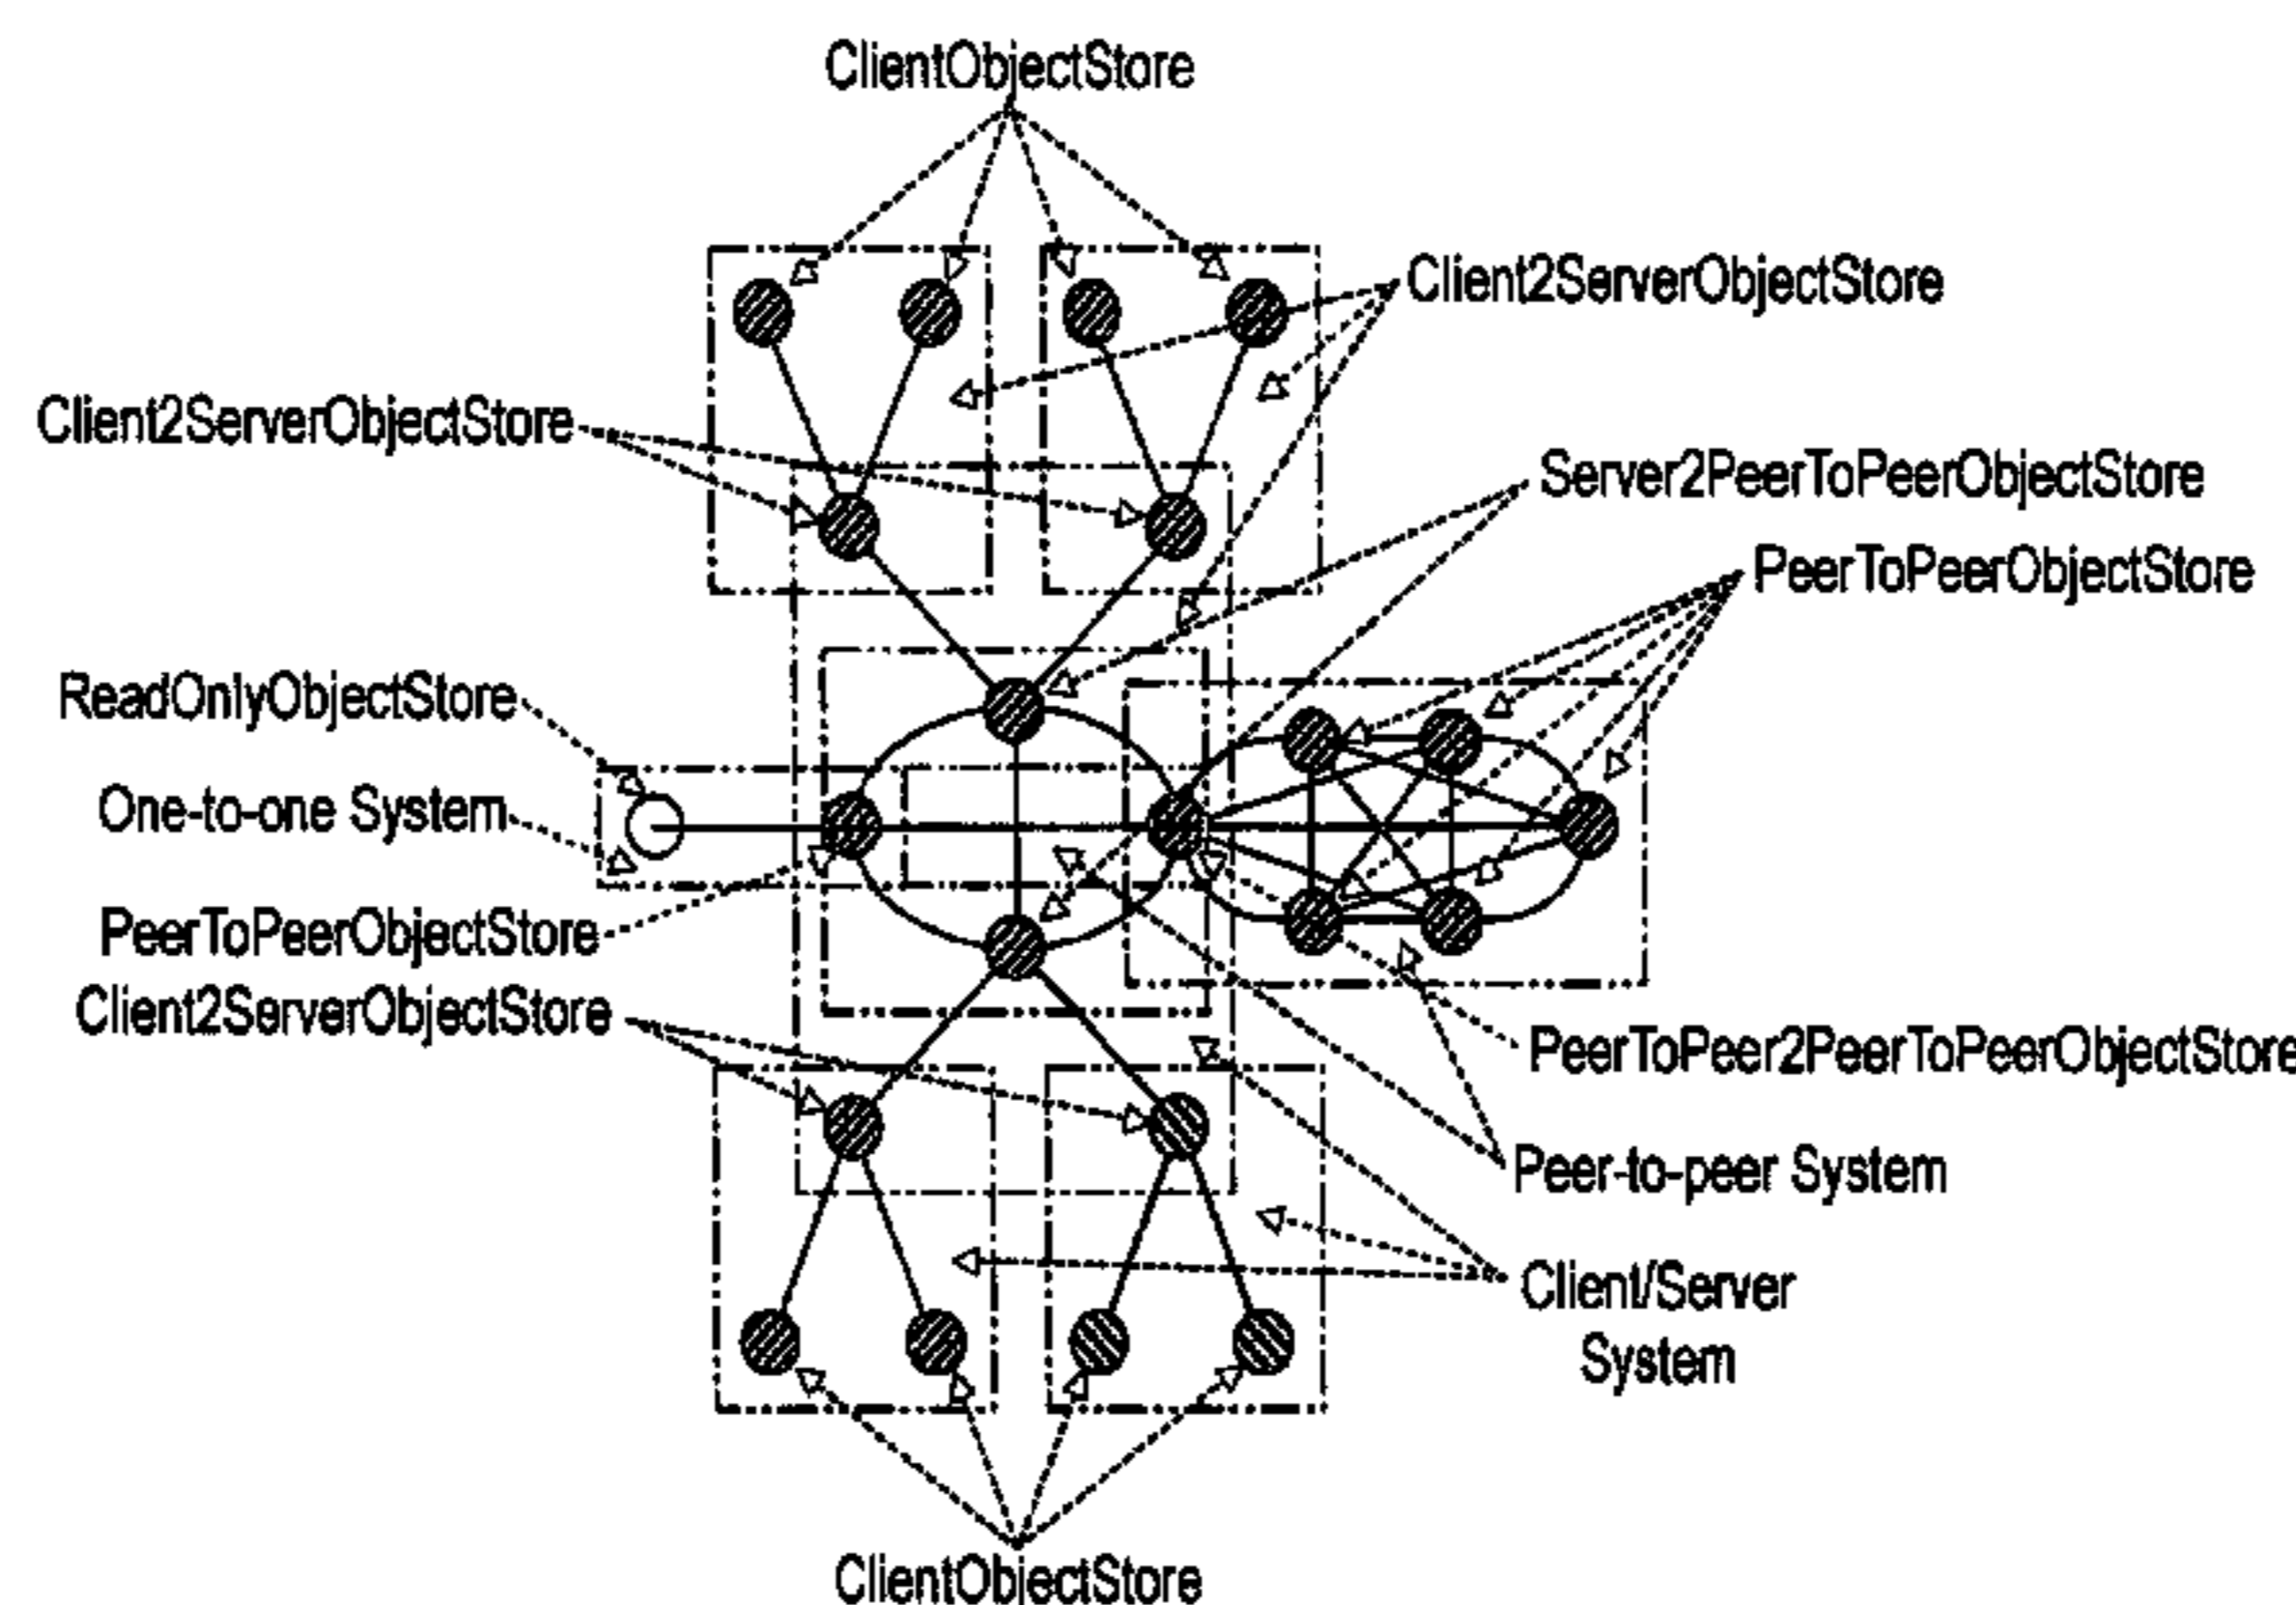 ClientObjectStore
Client2ServerObjectStore
Client2ServerObjectStore
Server2PeerToPeerObjectStore
PeerToPeerObjectStore
ReadOnlyObjectStore
One-to-one System
PeerToPeerObjectStore
Client2ServerObjectStore
PeerToPeer2PeerToPeerObjectStore
Peer-to-peer System
Client/Server
System
ClientObjectStore